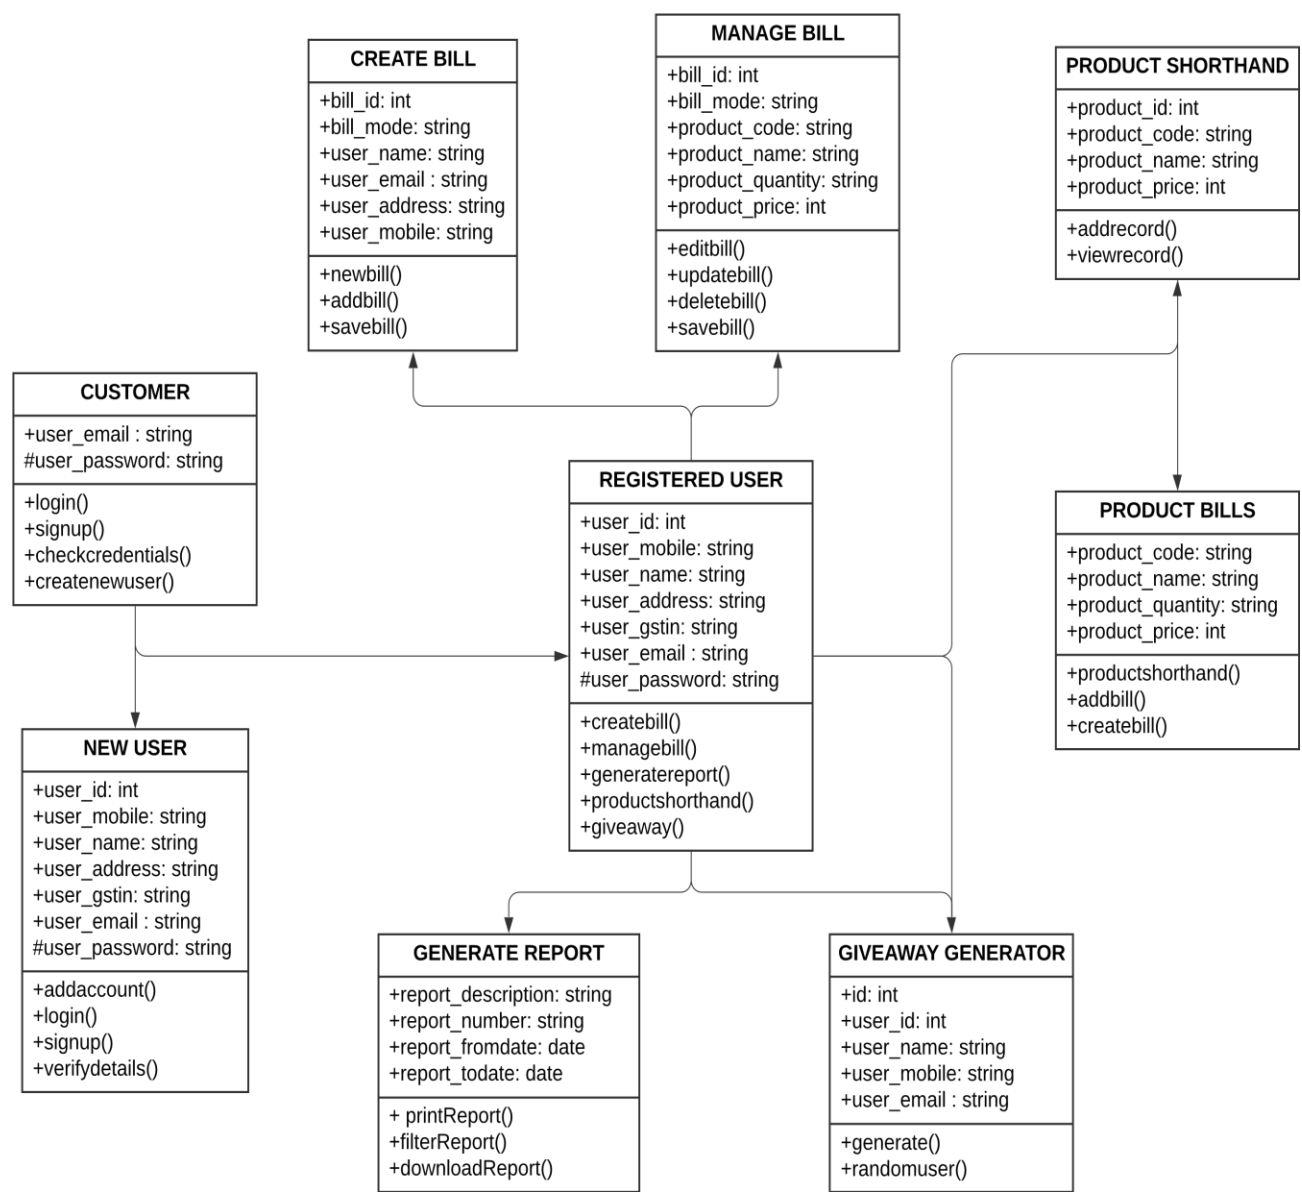 CREATE BILL
+bill_id: int
+bill_mode: string
+user_name: string
+user_email : string
+user_address: string
+user_mobile: string
+newbill()
+addbill()
+savebill()
MANAGE BILL
+bill_id: int
+bill_mode: string
+product_code: string
+product_name: string
+product_quantity: string
+product_price: int
+editbill()
+updatebill()
+deletebill()
+savebill()
PRODUCT SHORTHAND
+product_id: int
+product_code: string
+product_name: string
+product_price: int
+addrecord()
+viewrecord()
CUSTOMER
+user_email : string
#user_password: string
+login()
+signup()
+checkcredentials()
+createnewuser()
REGISTERED USER
+user_id: int
+user_mobile: string
+user_name: string
+user_address: string
+user_gstin: string
+user_email : string
#user_password: string
+createbill()
+managebill()
+generatereport()
+productshorthand()
+giveaway()
PRODUCT BILLS
+product_code: string
+product_name: string
+product_quantity: string
+product_price: int
+productshorthand()
+addbill()
+createbill()
NEW USER
+user_id: int
+user_mobile: string
+user_name: string
+user_address: string
+user_gstin: string
+user_email : string
#user_password: string
+addaccount()
+login()
+signup()
+verifydetails()
GENERATE REPORT
+report_description: string
+report_number: string
+report_fromdate: date
+report_todate: date
+ printReport()
+filterReport()
+downloadReport()
GIVEAWAY GENERATOR
+id: int
+user_id: int
+user_name: string
+user_mobile: string
+user_email : string
+generate()
+randomuser()